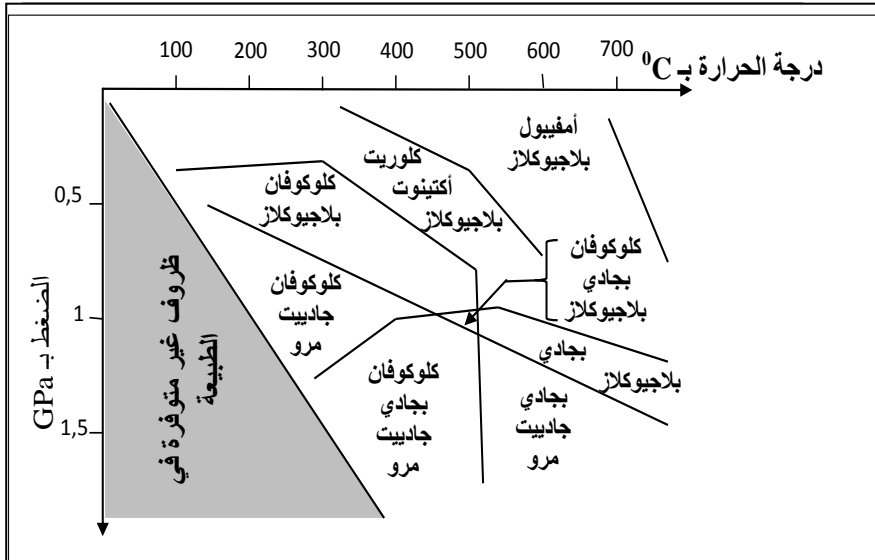 100 200 300 400 500 600 700
درجة الحرارة بـ ⁰C
0,5
1
1,5
الضغط بـ GPa
أمفيبول
بلاجيوكلاز
كلوريت
أكتينوت
بلاجيوكلاز
كلوكوفان
بلاجيوكلاز
كلوكوفان
بجادي
بلاجيوكلاز
كلوكوفان
جادييت
مرو
بجادي
بلاجيوكلاز
كلوكوفان
بجادي
جادييت
مرو
بجادي
جادييت
مرو
ظروف غير متوفرة في
الطبيعة